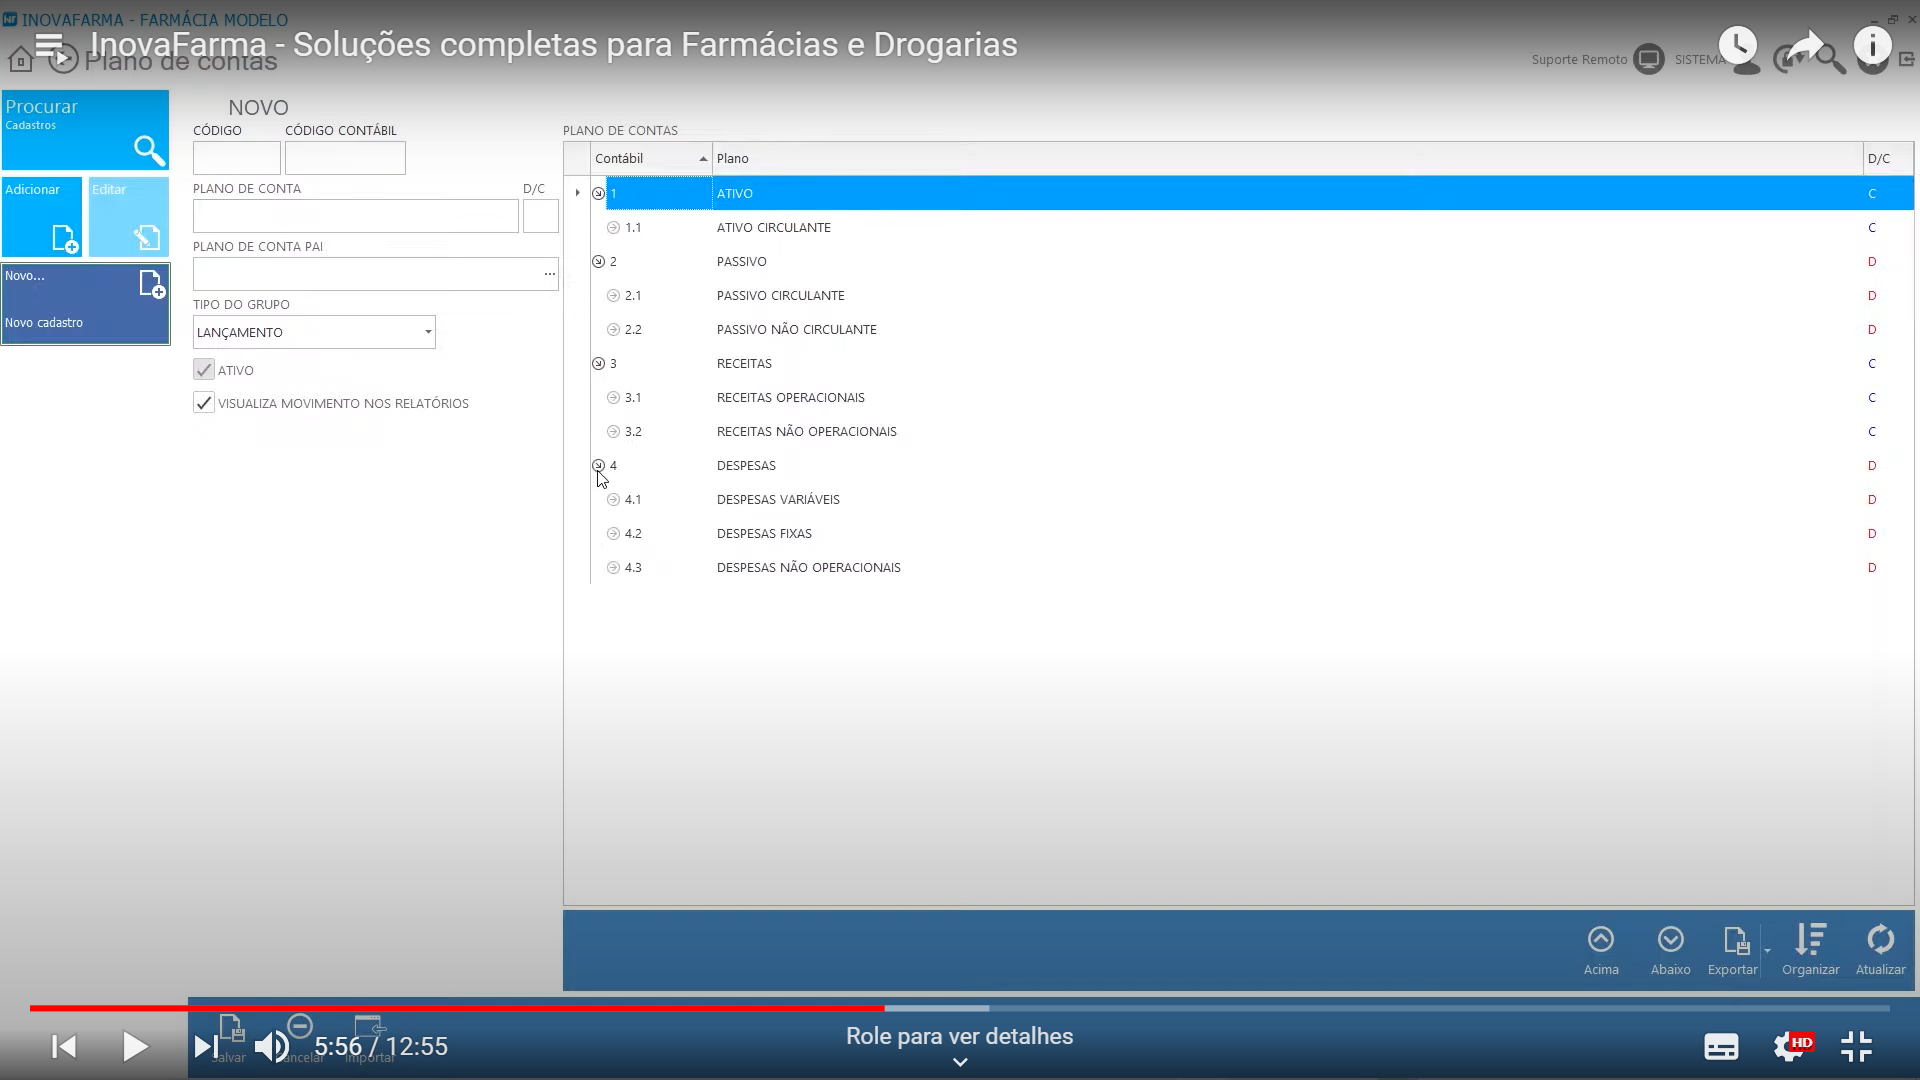 INOVAFARMA - FARMÁCIA MODELO
InovaFarma - Soluções completas para Farmácias e Drogarias
Plano de contas
Suporte Remoto
SISTEMA
Procurar
Cadastros
Adicionar
Editar
Novo...
Novo cadastro
NOVO
CÓDIGO CÓDIGO CONTÁBIL
PLANO DE CONTA D/C
PLANO DE CONTA PAI
...
TIPO DO GRUPO
LANÇAMENTO
ATIVO
VISUALIZA MOVIMENTO NOS RELATÓRIOS
PLANO DE CONTAS
Contábil Plano D/C
1 ATIVO C
1.1 ATIVO CIRCULANTE C
2 PASSIVO D
2.1 PASSIVO CIRCULANTE D
2.2 PASSIVO NÃO CIRCULANTE D
3 RECEITAS C
3.1 RECEITAS OPERACIONAIS C
3.2 RECEITAS NÃO OPERACIONAIS C
4 DESPESAS D
4.1 DESPESAS VARIÁVEIS D
4.2 DESPESAS FIXAS D
4.3 DESPESAS NÃO OPERACIONAIS D
Acima Abaixo Exportar Organizar Atualizar
Salvar Cancelar Importar
5:56 / 12:55
Role para ver detalhes
HD